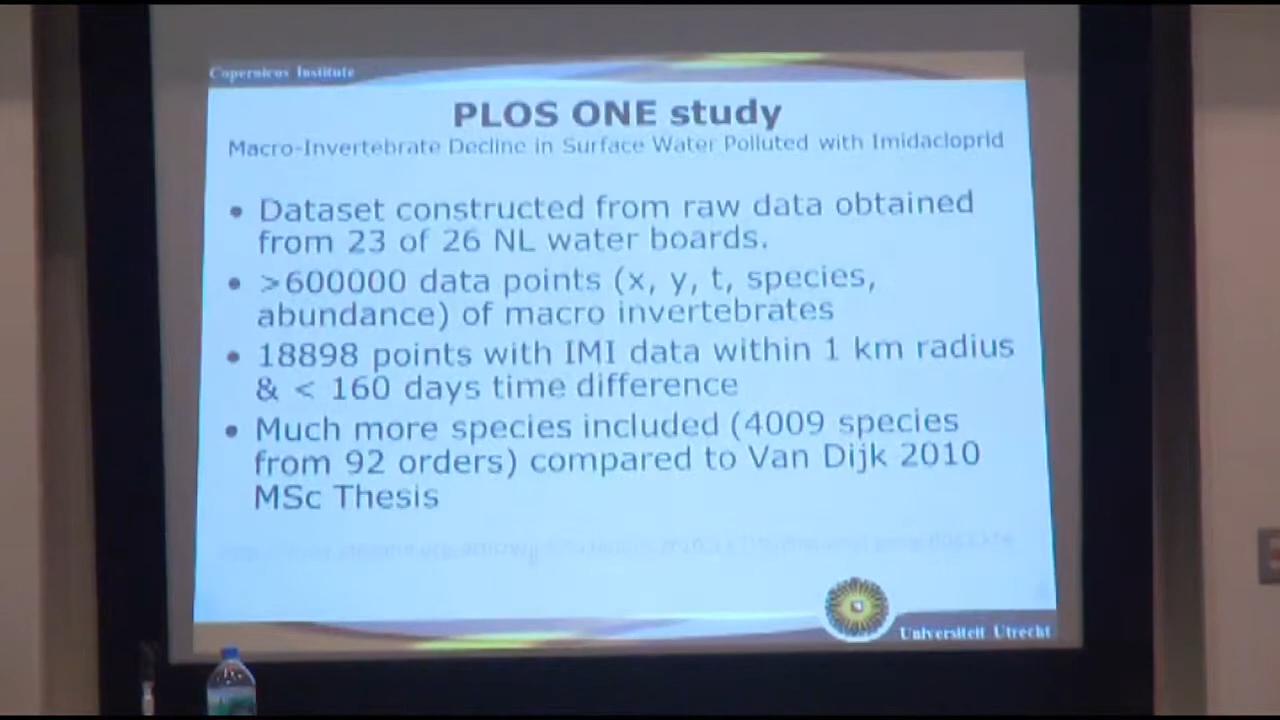 Copernicus Institute
PLOS ONE study
Macro-Invertebrate Decline in Surface Water Polluted with Imidacloprid
• Dataset constructed from raw data obtained
from 23 of 26 NL water boards.
• >600000 data points (x, y, t, species,
abundance) of macro invertebrates
• 18898 points with IMI data within 1 km radius
& < 160 days time difference
• Much more species included (4009 species
from 92 orders) compared to Van Dijk 2010
MSc Thesis
Universiteit Utrecht